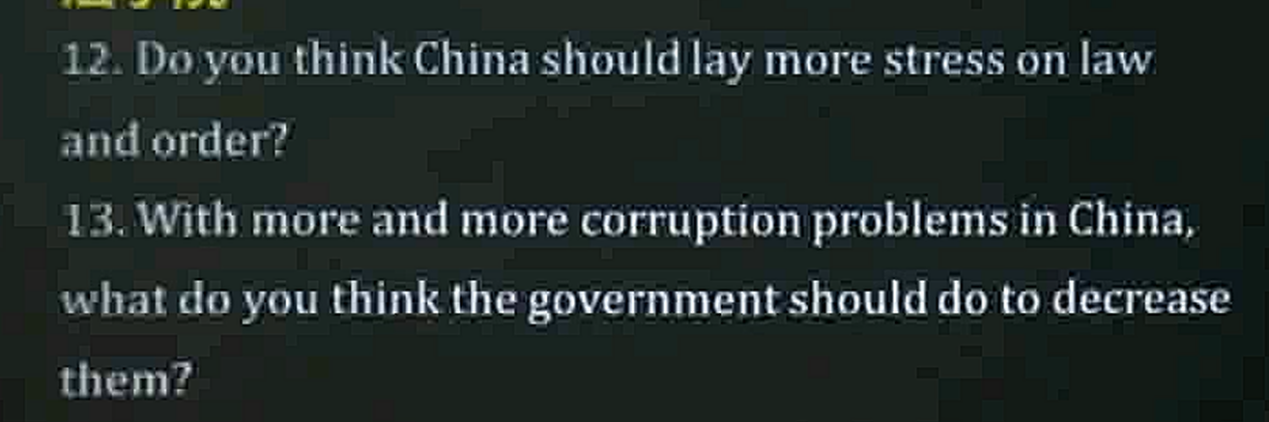 12. Do you think China should lay more stress on law
and order?
13. With more and more corruption problems in China,
what do you think the government should do to decrease
them?